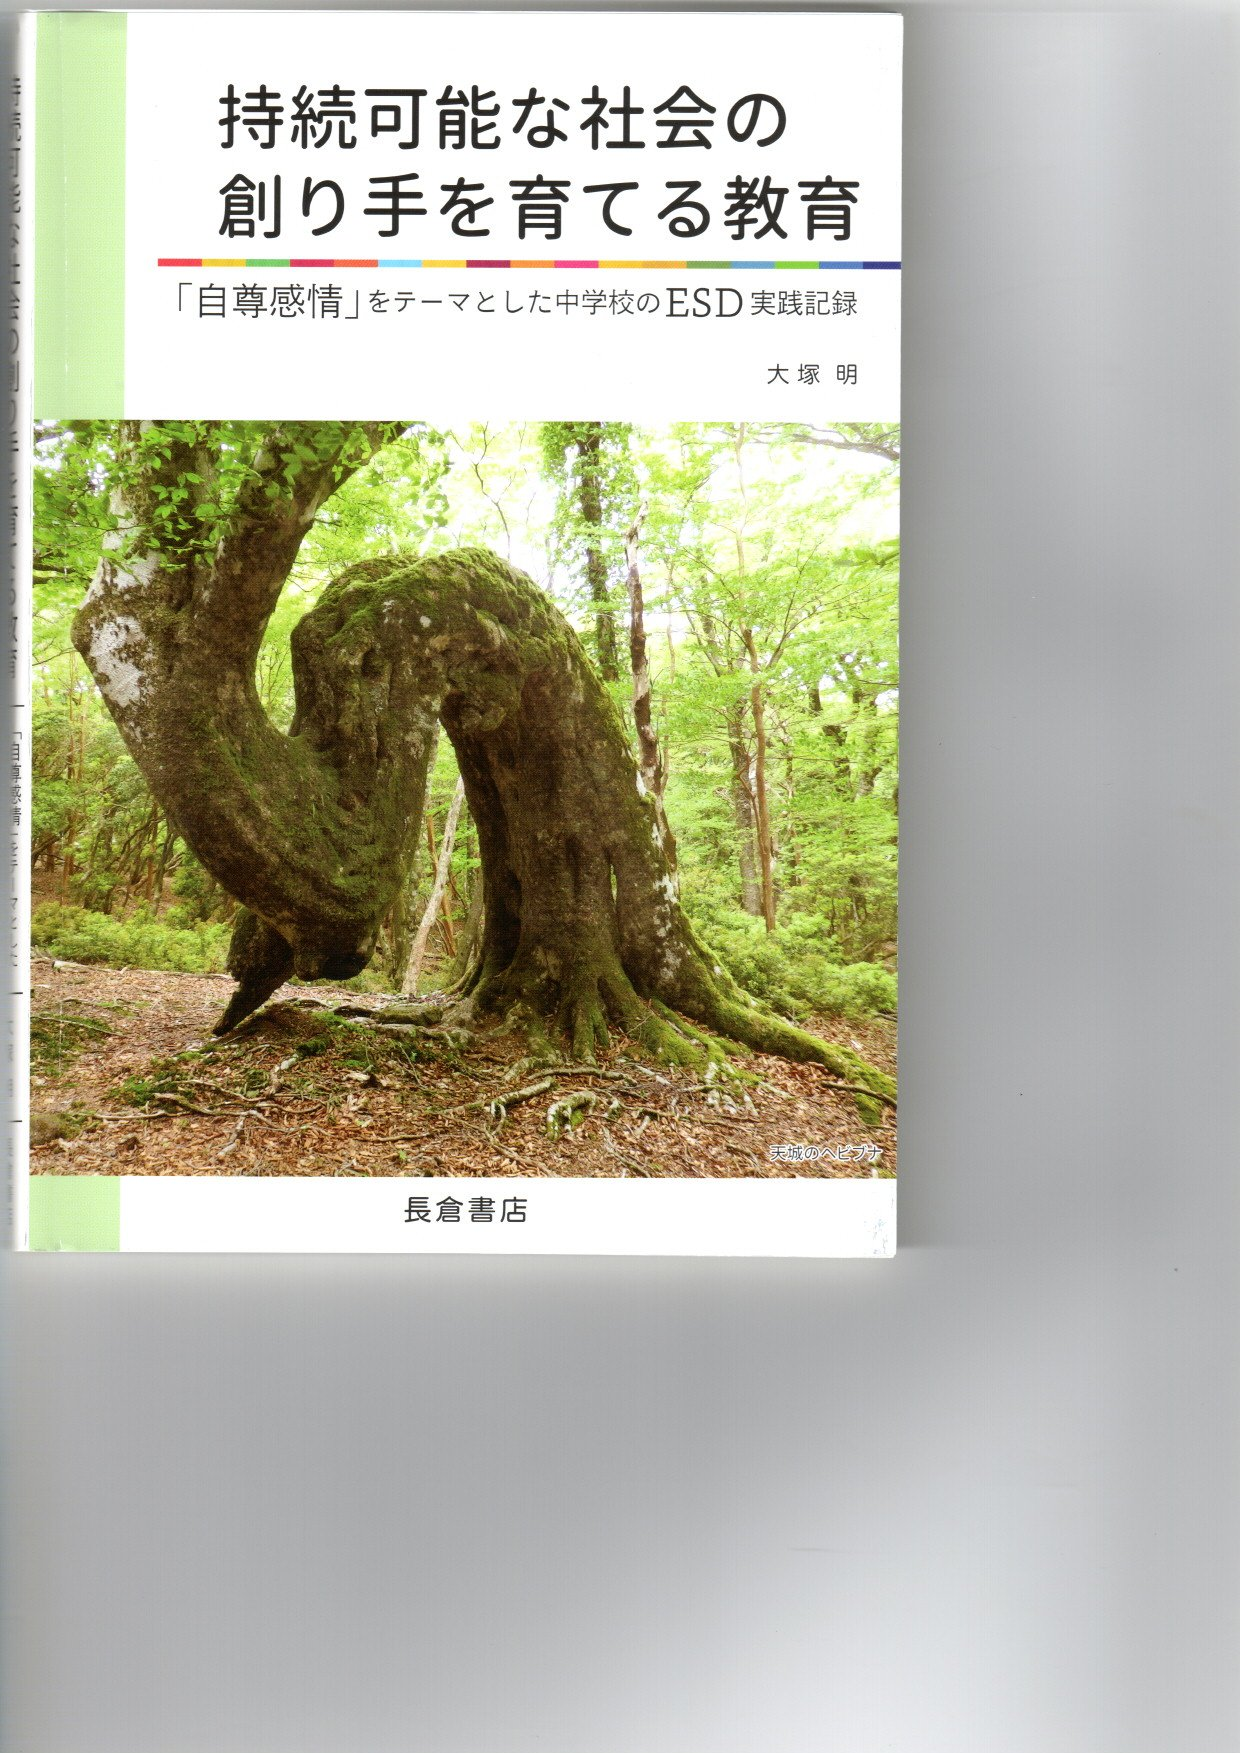 持続可能な社会の
創り手を育てる教育
「自尊感情」をテーマとした中学校のESD実践記録
大塚 明
天城のヘビブナ
長倉書店